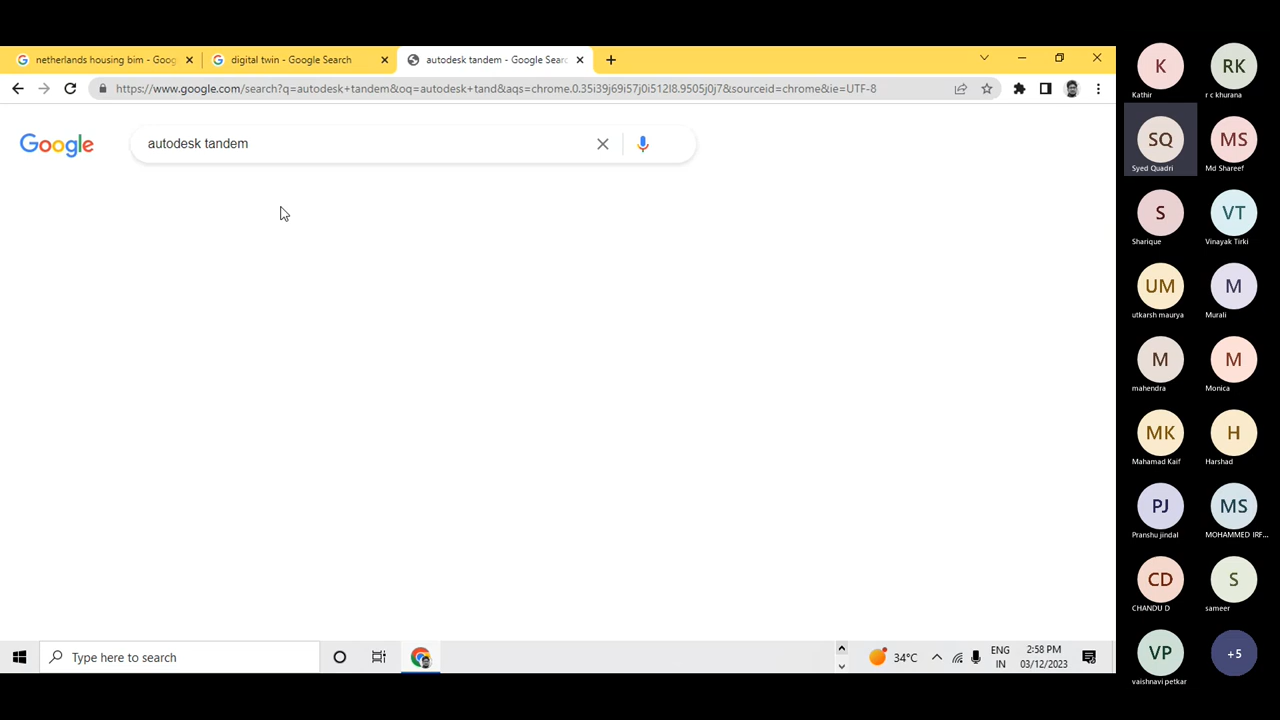 netherlands housing bim - Goog
digital twin - Google Search
autodesk tandem - Google Searc
https://www.google.com/search?q=autodesk+tandem&oq=autodesk+tand&aqs=chrome.0.35i39j69i57j0i512l8.9505j0j7&sourceid=chrome&ie=UTF-8
Google
autodesk tandem
Type here to search
34°C
ENG
IN
2:58 PM
03/12/2023
K
Kathir
RK
r c khurana
SQ
Syed Quadri
MS
Md Shareef
S
Sharique
VT
Vinayak Tirki
UM
utkarsh maurya
M
Murali
M
mahendra
M
Monica
MK
Mahamad Kaif
H
Harshad
PJ
Pranshu jindal
MS
MOHAMMED IRF...
CD
CHANDU D
S
sameer
VP
vaishnavi petkar
+5